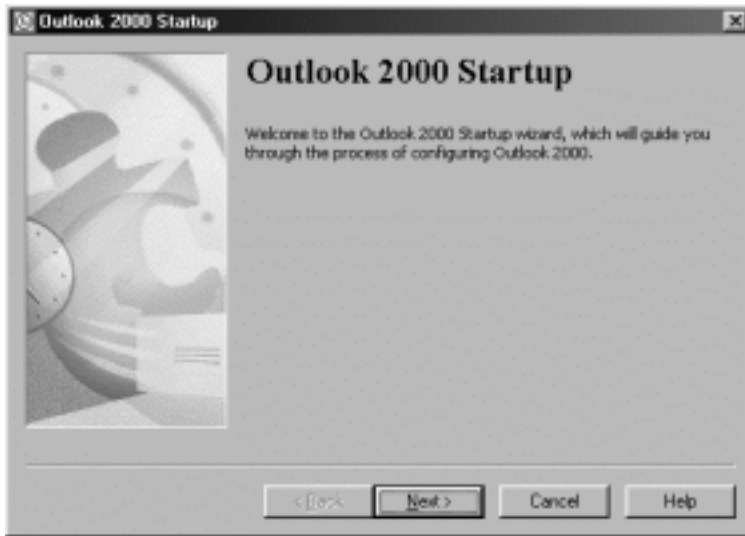 Outlook 2000 Startup
Outlook 2000 Startup
Welcome to the Outlook 2000 Startup wizard, which will guide you
through the process of configuring Outlook 2000.
< Back
Next >
Cancel
Help